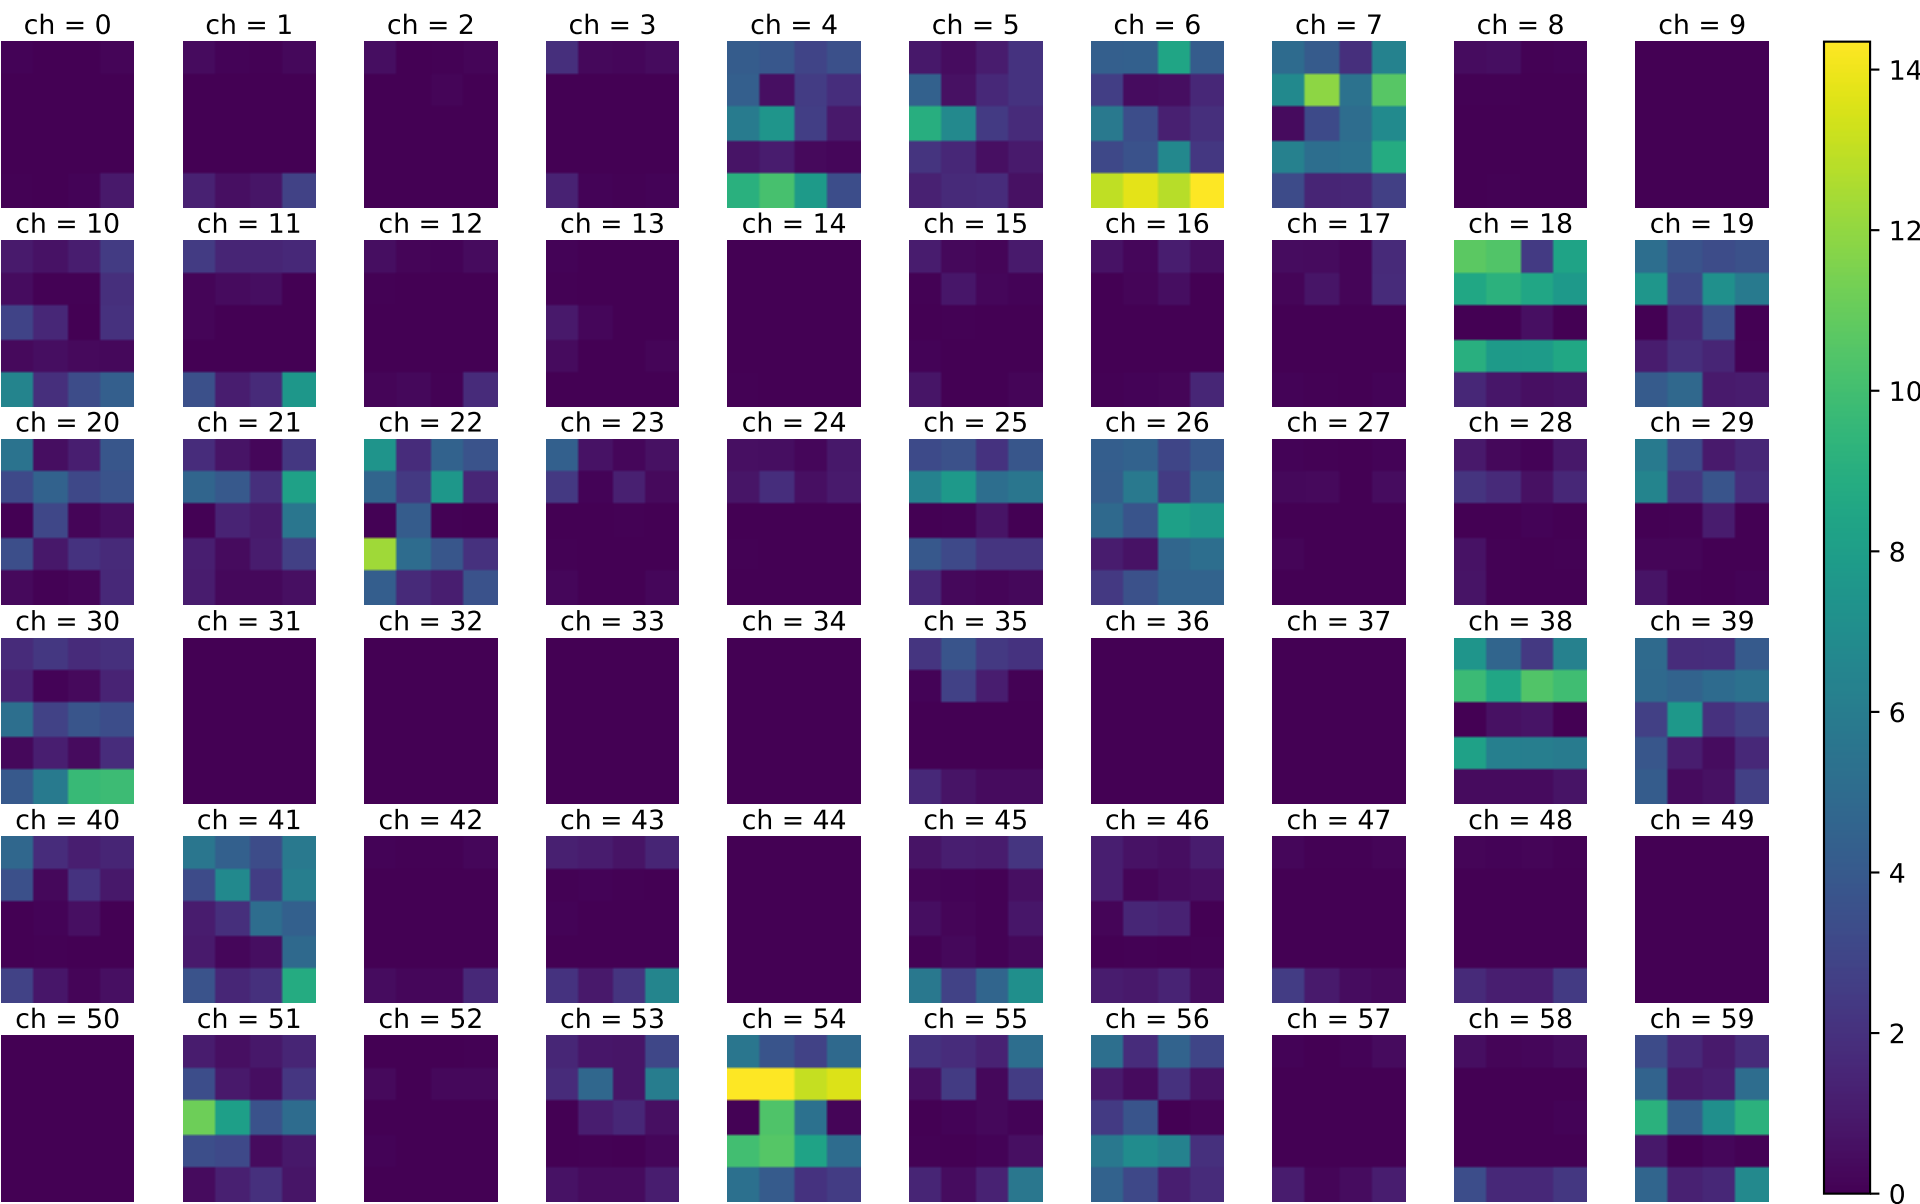 ch = 0 ch = 1 ch = 2 ch = 3 ch = 4 ch = 5 ch = 6 ch = 7 ch = 8 ch = 9
ch = 10 ch = 11 ch = 12 ch = 13 ch = 14 ch = 15 ch = 16 ch = 17 ch = 18 ch = 19
ch = 20 ch = 21 ch = 22 ch = 23 ch = 24 ch = 25 ch = 26 ch = 27 ch = 28 ch = 29
ch = 30 ch = 31 ch = 32 ch = 33 ch = 34 ch = 35 ch = 36 ch = 37 ch = 38 ch = 39
ch = 40 ch = 41 ch = 42 ch = 43 ch = 44 ch = 45 ch = 46 ch = 47 ch = 48 ch = 49
ch = 50 ch = 51 ch = 52 ch = 53 ch = 54 ch = 55 ch = 56 ch = 57 ch = 58 ch = 59
14
12
10
8
6
4
2
0